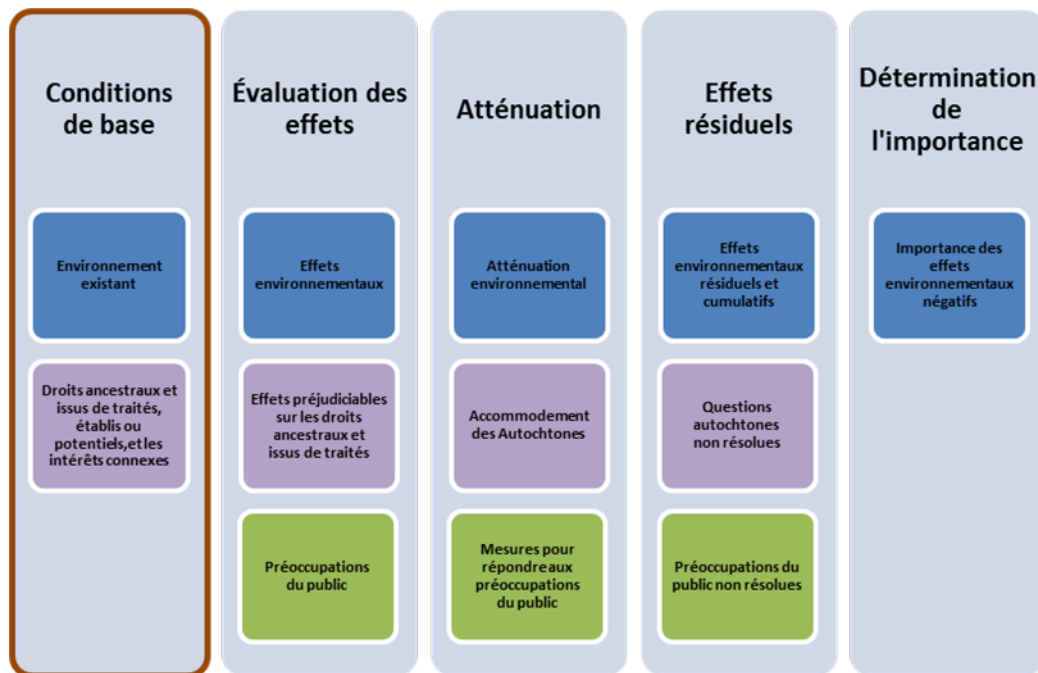 Conditions
de base
Environnement
existant
Droits ancestraux et
issus de traités,
établis ou
potentiels,et les
intérêts connexes
Évaluation des
effets
Effets
environnementaux
Effets préjudiciables
sur les droits
ancestraux et
issus de traités
Préoccupations
du public
Atténuation
Atténuation
environnemental
Accommodement
des Autochtones
Mesures pour
répondre aux
préoccupations
du public
Effets
résiduels
Effets
environnementaux
résiduels et
cumulatifs
Questions
autochtones
non résolues
Préoccupations du
public non résolues
Détermination
de
l'importance
Importance des
effets
environnementaux
négatifs